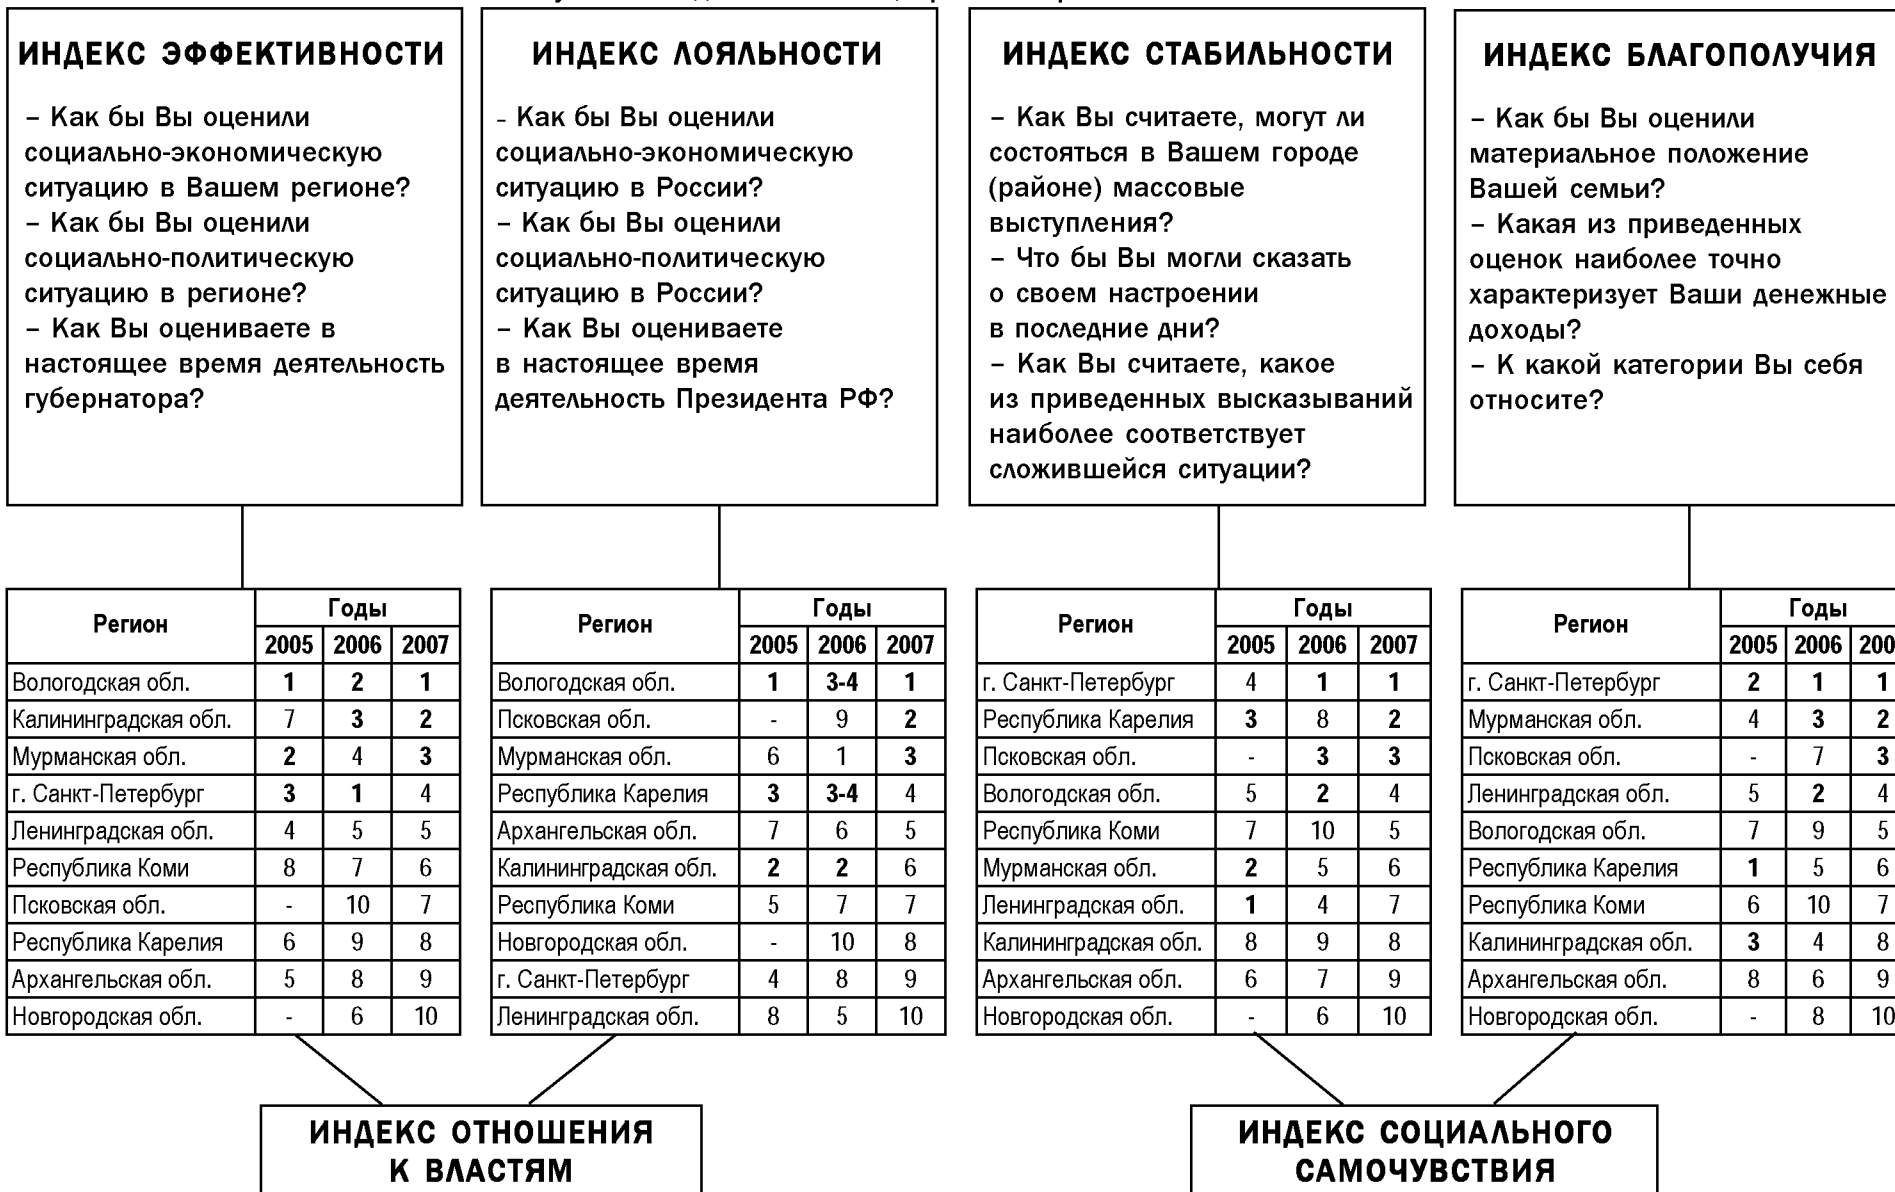 ИНДЕКС ЭФФЕКТИВНОСТИ
– Как бы Вы оценили
социально-экономическую
ситуацию в Вашем регионе?
– Как бы Вы оценили
социально-политическую
ситуацию в регионе?
– Как Вы оцениваете в
настоящее время деятельность
губернатора?
ИНДЕКС ЛОЯЛЬНОСТИ
- Как бы Вы оценили
социально-экономическую
ситуацию в России?
– Как бы Вы оценили
социально-политическую
ситуацию в России?
– Как Вы оцениваете
в настоящее время
деятельность Президента РФ?
ИНДЕКС СТАБИЛЬНОСТИ
– Как Вы считаете, могут ли
состояться в Вашем городе
(районе) массовые
выступления?
– Что бы Вы могли сказать
о своем настроении
в последние дни?
– Как Вы считаете, какое
из приведенных высказываний
наиболее соответствует
сложившейся ситуации?
ИНДЕКС БЛАГОПОЛУЧИЯ
– Как бы Вы оценили
материальное положение
Вашей семьи?
– Какая из приведенных
оценок наиболее точно
характеризует Ваши денежные
доходы?
– К какой категории Вы себя
относите?
Регион Годы
2005 2006 2007
Вологодская обл. 1 2 1
Калининградская обл. 7 3 2
Мурманская обл. 2 4 3
г. Санкт-Петербург 3 1 4
Ленинградская обл. 4 5 5
Республика Коми 8 7 6
Псковская обл. - 10 7
Республика Карелия 6 9 8
Архангельская обл. 5 8 9
Новгородская обл. - 6 10
Регион Годы
2005 2006 2007
Вологодская обл. 1 3-4 1
Псковская обл. - 9 2
Мурманская обл. 6 1 3
Республика Карелия 3 3-4 4
Архангельская обл. 7 6 5
Калининградская обл. 2 2 6
Республика Коми 5 7 7
Новгородская обл. - 10 8
г. Санкт-Петербург 4 8 9
Ленинградская обл. 8 5 10
Регион Годы
2005 2006 2007
г. Санкт-Петербург 4 1 1
Республика Карелия 3 8 2
Псковская обл. - 3 3
Вологодская обл. 5 2 4
Республика Коми 7 10 5
Мурманская обл. 2 5 6
Ленинградская обл. 1 4 7
Калининградская обл. 8 9 8
Архангельская обл. 6 7 9
Новгородская обл. - 6 10
Регион Годы
2005 2006 200
г. Санкт-Петербург 2 1 1
Мурманская обл. 4 3 2
Псковская обл. - 7 3
Ленинградская обл. 5 2 4
Вологодская обл. 7 9 5
Республика Карелия 1 5 6
Республика Коми 6 10 7
Калининградская обл. 3 4 8
Архангельская обл. 8 6 9
Новгородская обл. - 8 10
ИНДЕКС ОТНОШЕНИЯ
К ВЛАСТЯМ
ИНДЕКС СОЦИАЛЬНОГО
САМОЧУВСТВИЯ